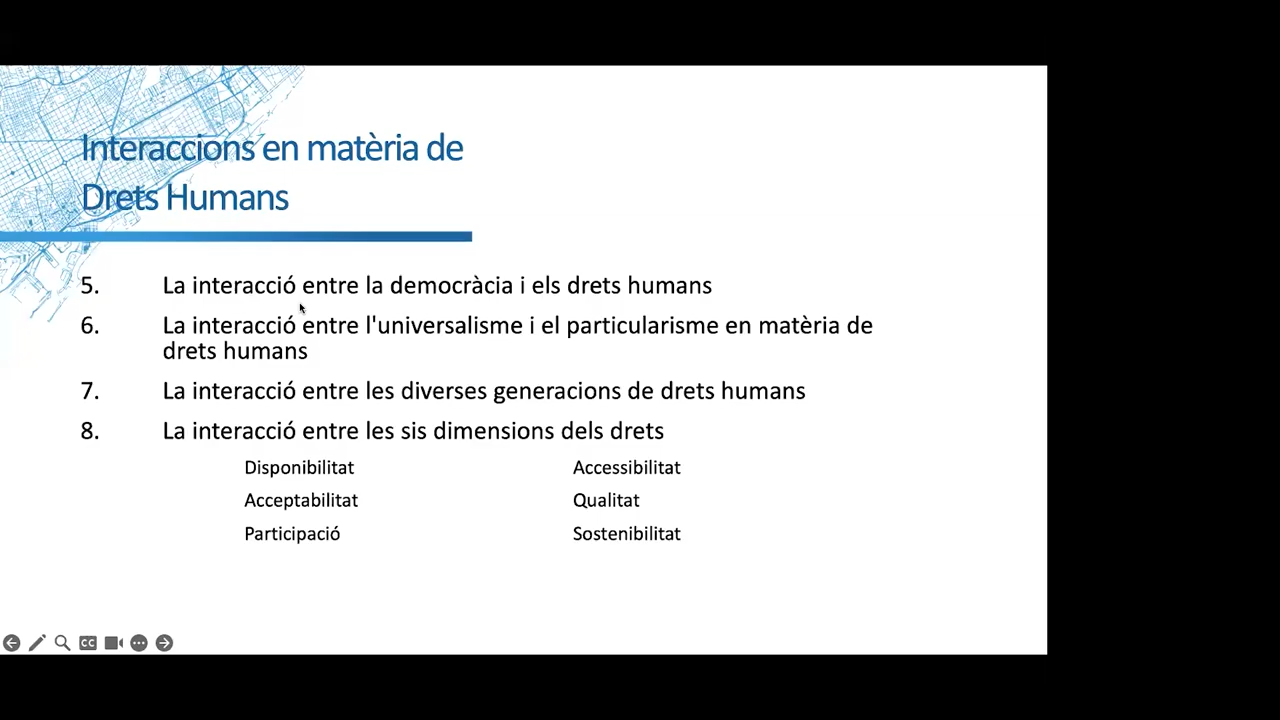 Interaccions en matèria de
Drets Humans
5. La interacció entre la democràcia i els drets humans
6. La interacció entre l'universalisme i el particularisme en matèria de
drets humans
7. La interacció entre les diverses generacions de drets humans
8. La interacció entre les sis dimensions dels drets
Disponibilitat Accessibilitat
Acceptabilitat Qualitat
Participació Sostenibilitat
CC